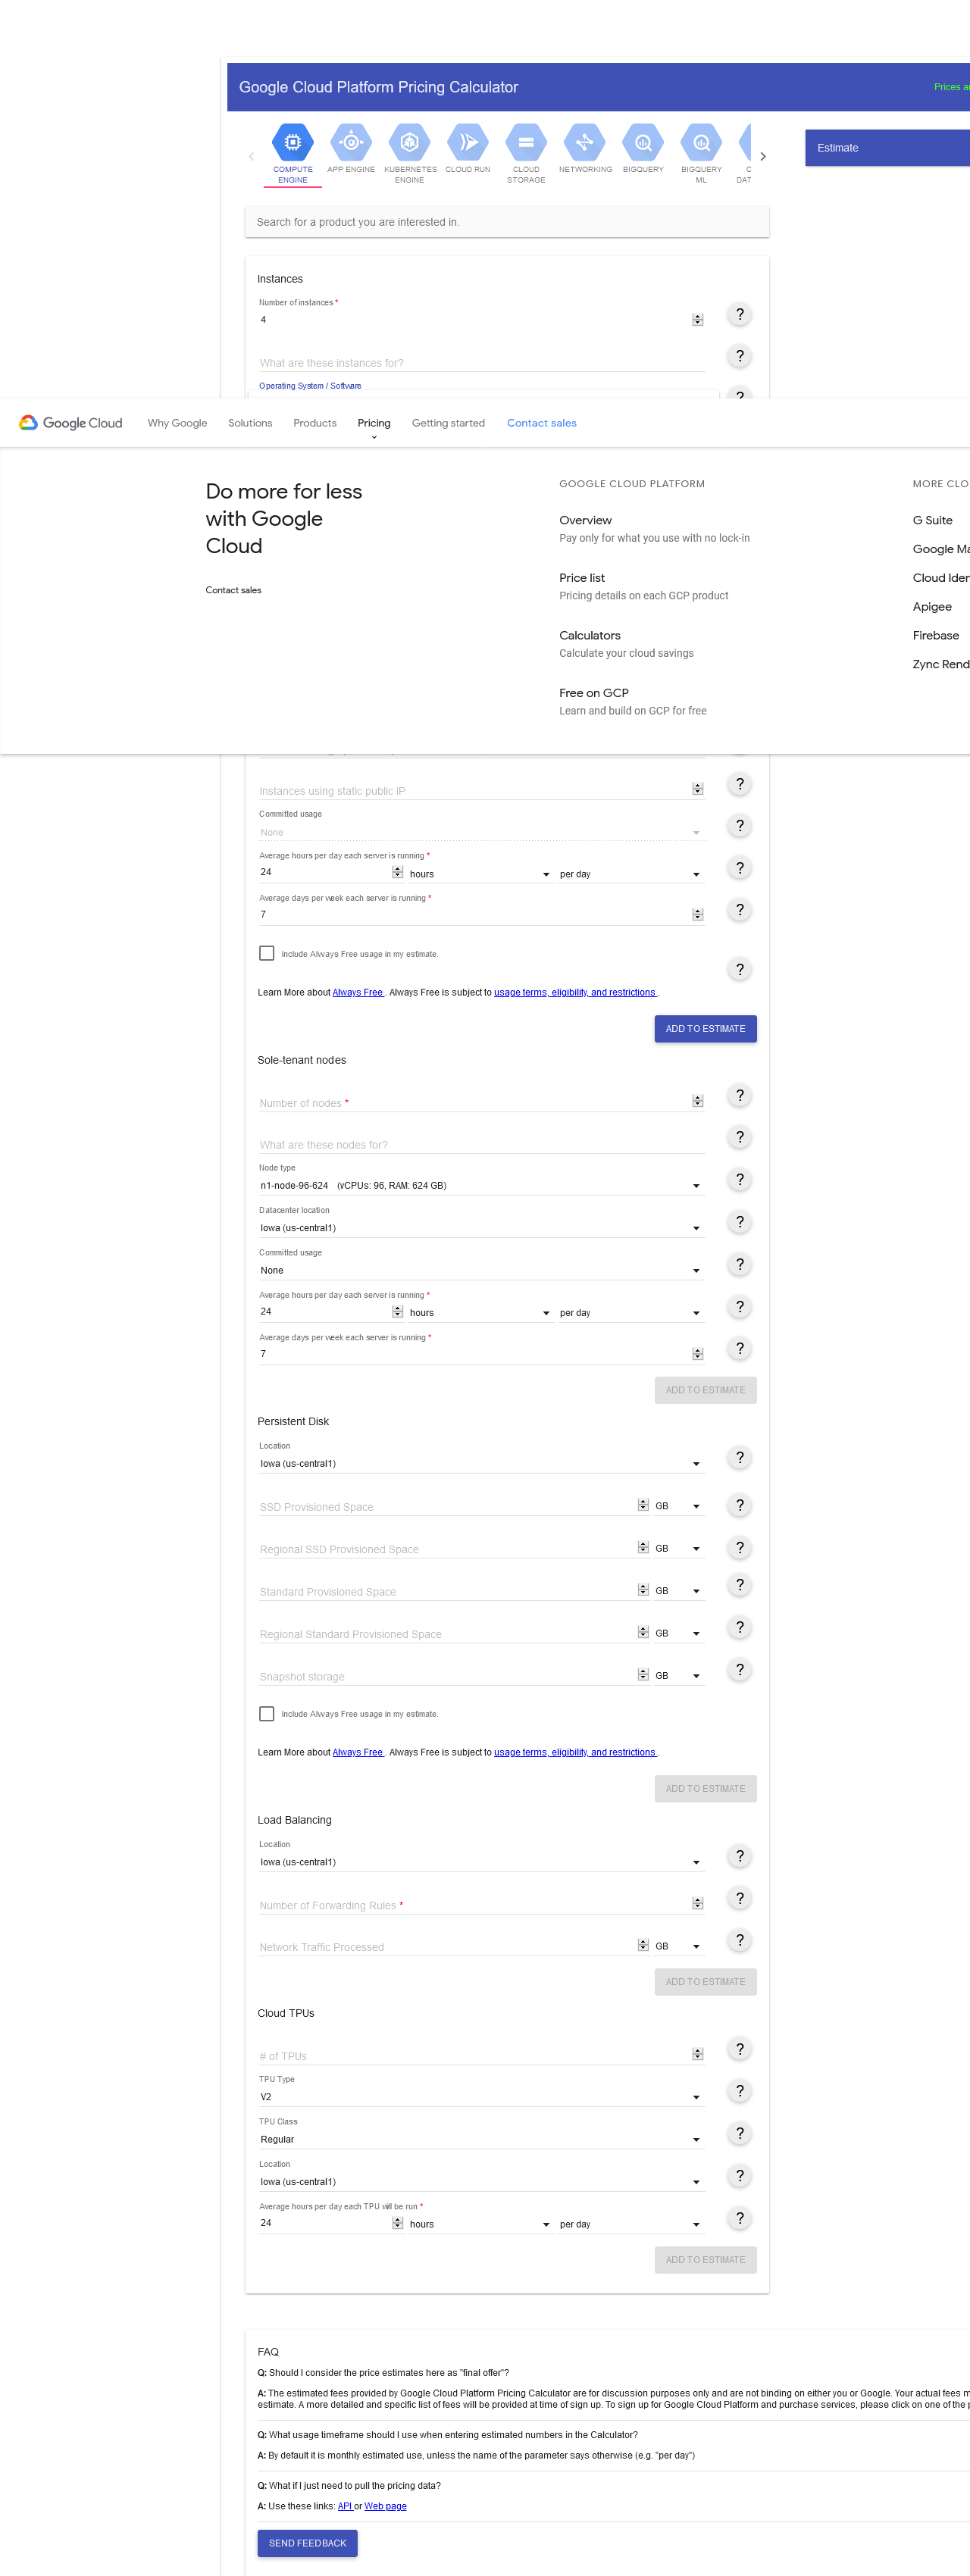 Google Cloud Platform Pricing Calculator
Prices a
COMPUTE
ENGINE
APP ENGINE
KUBERNETES
ENGINE
CLOUD RUN
CLOUD
STORAGE
NETWORKING
BIGQUERY
BIGQUERY
ML
C
DAT
Estimate
Search for a product you are interested in.
Instances
Number of instances *
4
?
What are these instances for?
?
Operating System / Software
?
Google Cloud
Why Google
Solutions
Products
Pricing
Getting started
Contact sales
Do more for less
with Google
Cloud
Contact sales
GOOGLE CLOUD PLATFORM
Overview
Pay only for what you use with no lock-in
Price list
Pricing details on each GCP product
Calculators
Calculate your cloud savings
Free on GCP
Learn and build on GCP for free
MORE CLO
G Suite
Google Ma
Cloud Iden
Apigee
Firebase
Zync Rend
Instances using static public IP
?
Committed usage
None
?
Average hours per day each server is running *
24 hours per day
?
Average days per week each server is running *
7
?
Include Always Free usage in my estimate.
?
Learn More about Always Free . Always Free is subject to usage terms, eligibility, and restrictions .
ADD TO ESTIMATE
Sole-tenant nodes
Number of nodes *
?
What are these nodes for?
?
Node type
n1-node-96-624 (vCPUs: 96, RAM: 624 GB)
?
Datacenter location
Iowa (us-central1)
?
Committed usage
None
?
Average hours per day each server is running *
24 hours per day
?
Average days per week each server is running *
7
?
ADD TO ESTIMATE
Persistent Disk
Location
Iowa (us-central1)
?
SSD Provisioned Space GB
?
Regional SSD Provisioned Space GB
?
Standard Provisioned Space GB
?
Regional Standard Provisioned Space GB
?
Snapshot storage GB
?
Include Always Free usage in my estimate.
Learn More about Always Free . Always Free is subject to usage terms, eligibility, and restrictions .
ADD TO ESTIMATE
Load Balancing
Location
Iowa (us-central1)
?
Number of Forwarding Rules *
?
Network Traffic Processed GB
?
ADD TO ESTIMATE
Cloud TPUs
# of TPUs
?
TPU Type
V2
?
TPU Class
Regular
?
Location
Iowa (us-central1)
?
Average hours per day each TPU will be run *
24 hours per day
?
ADD TO ESTIMATE
FAQ
Q: Should I consider the price estimates here as "final offer"?
A: The estimated fees provided by Google Cloud Platform Pricing Calculator are for discussion purposes only and are not binding on either you or Google. Your actual fees m
estimate. A more detailed and specific list of fees will be provided at time of sign up. To sign up for Google Cloud Platform and purchase services, please click on one of the p
Q: What usage timeframe should I use when entering estimated numbers in the Calculator?
A: By default it is monthly estimated use, unless the name of the parameter says otherwise (e.g. "per day")
Q: What if I just need to pull the pricing data?
A: Use these links: API or Web page
SEND FEEDBACK